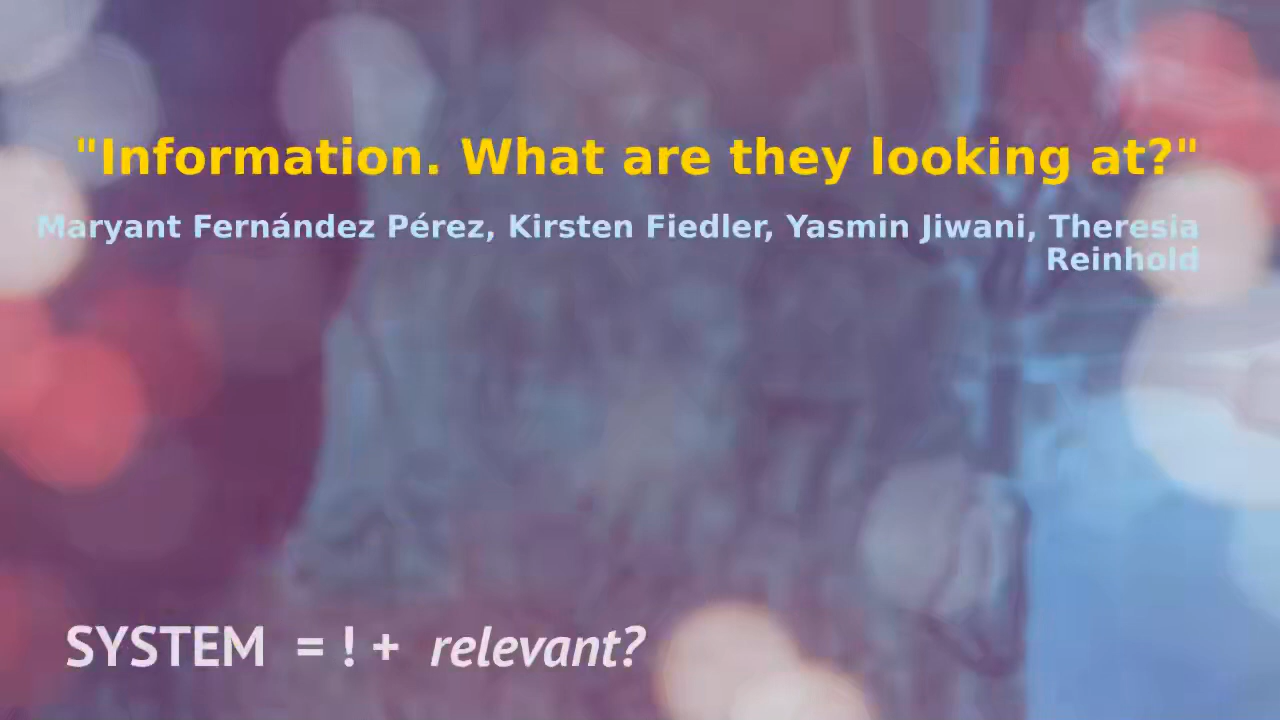 "Information. What are they looking at?"
Maryant Fernández Pérez, Kirsten Fiedler, Yasmin Jiwani, Theresia
Reinhold
SYSTEM = ! + relevant?